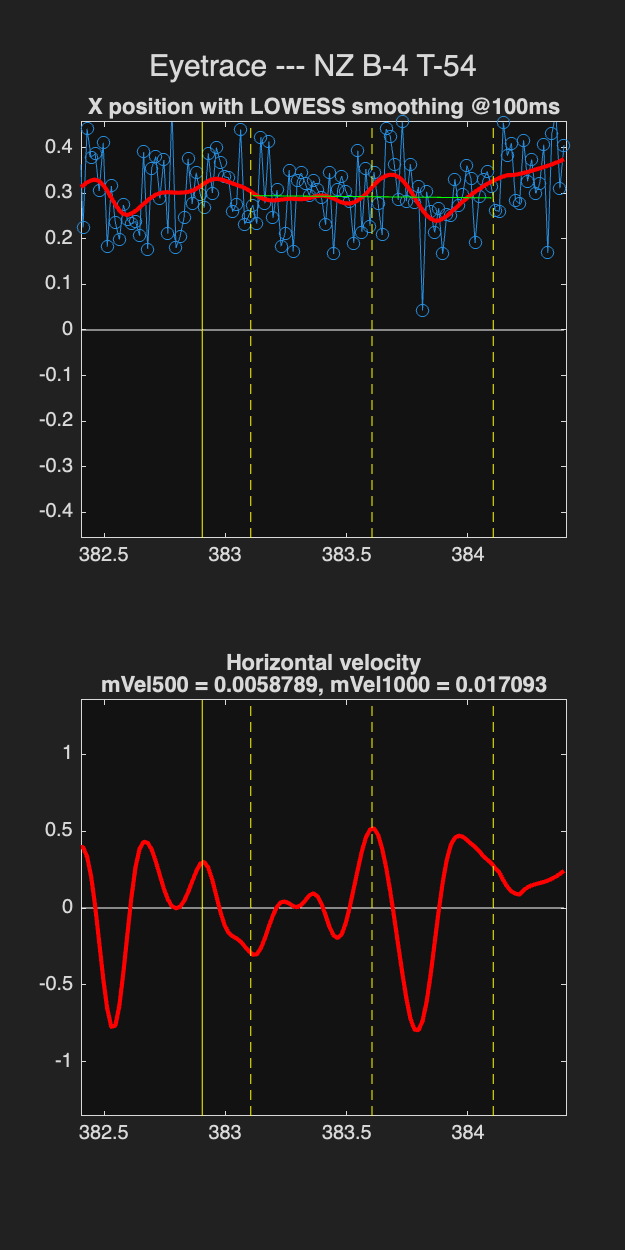 Eyetrace --- NZ B-4 T-54
X position with LOWESS smoothing @100ms
0.4
0.3
0.2
0.1
0
-0.1
-0.2
-0.3
-0.4
382.5 383 383.5 384
Horizontal velocity
mVel500 = 0.0058789, mVel1000 = 0.017093
1
0.5
0
-0.5
-1
382.5 383 383.5 384